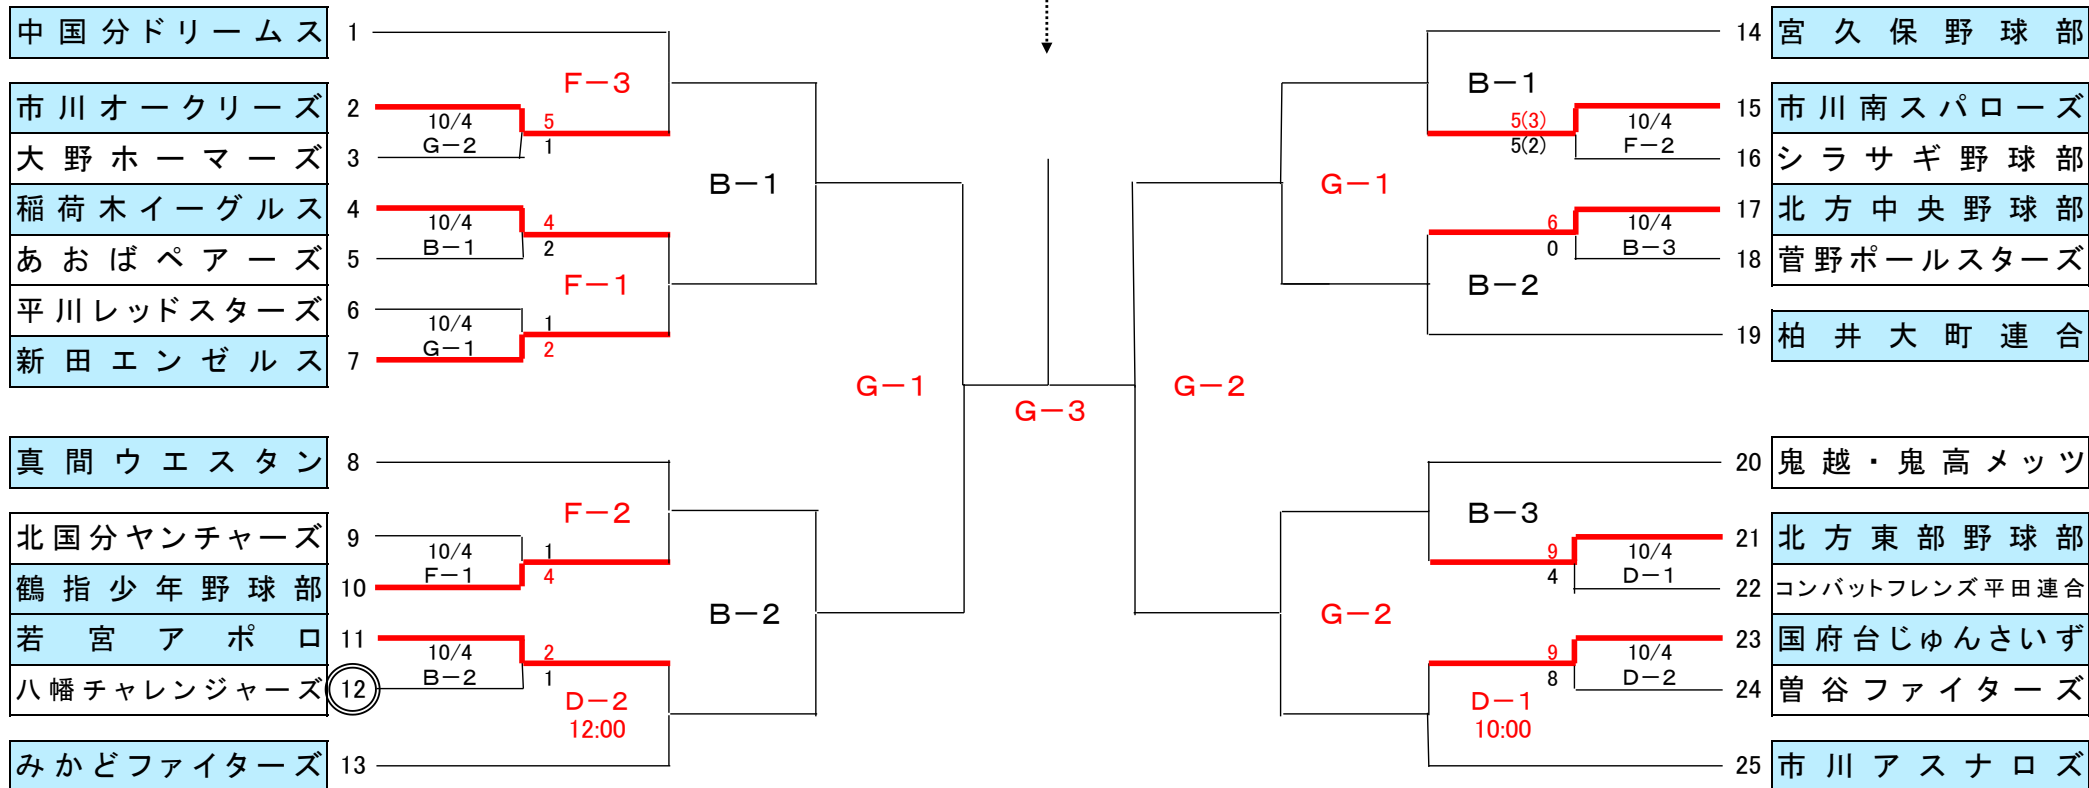 中国分ドリームス 1
F－3
市川オークリーズ 2
10/4 5
G－2 1
大野ホーマーズ 3
B－1
稲荷木イーグルス 4
10/4 4
B－1 2
あおばペアーズ 5
F－1
平川レッドスターズ 6
10/4 1
G－1 2
新田エンゼルス 7
G－1
G－3
真間ウエスタン 8
F－2
北国分ヤンチャーズ 9
10/4 1
F－1 4
鶴指少年野球部 10
B－2
若宮アポロ 11
10/4 2
B－2 1
八幡チャレンジャーズ 12
D－2
12:00
みかどファイターズ 13
14 宮久保野球部
B－1
15 市川南スパローズ
5(3) 10/4
5(2) F－2
16 シラサギ野球部
G－1
17 北方中央野球部
6 10/4
0 B－3
18 菅野ポールスターズ
B－2
19 柏井大町連合
G－2
20 鬼越・鬼高メッツ
B－3
21 北方東部野球部
9 10/4
4 D－1
22 コンバットフレンズ平田連合
G－2
23 国府台じゅんさいず
9 10/4
8 D－2
24 曽谷ファイターズ
D－1
10:00
25 市川アスナロズ